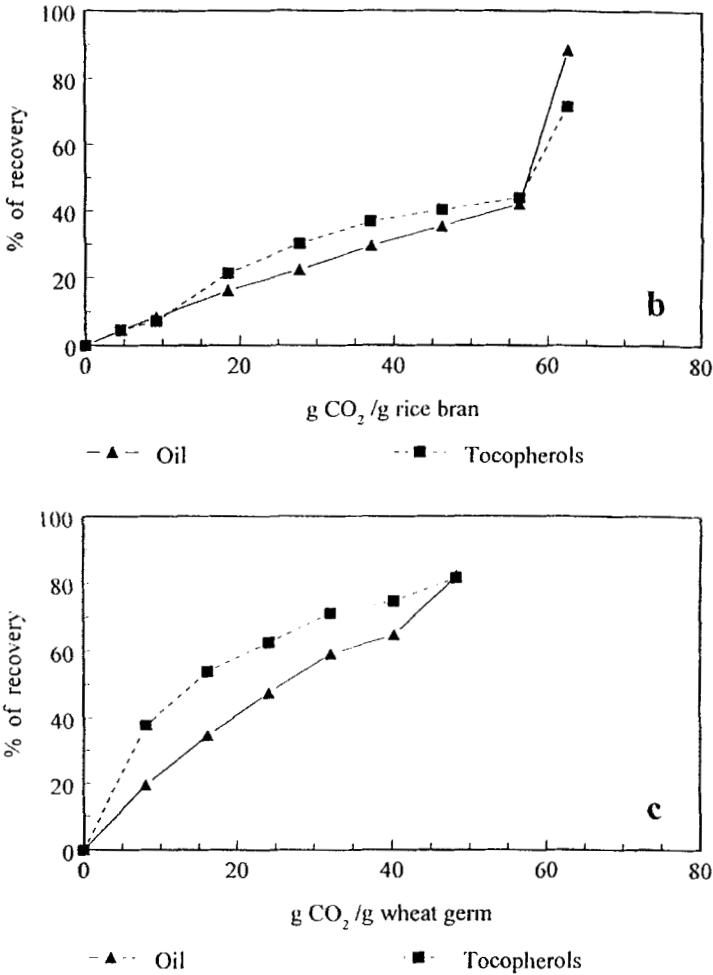 100
80
60
40
20
0
% of recovery
0 20 40 60 80
b
g CO2 /g rice bran
Oil Tocopherols
100
80
60
40
20
0
% of recovery
0 20 40 60 80
c
g CO2 /g wheat germ
Oil Tocopherols